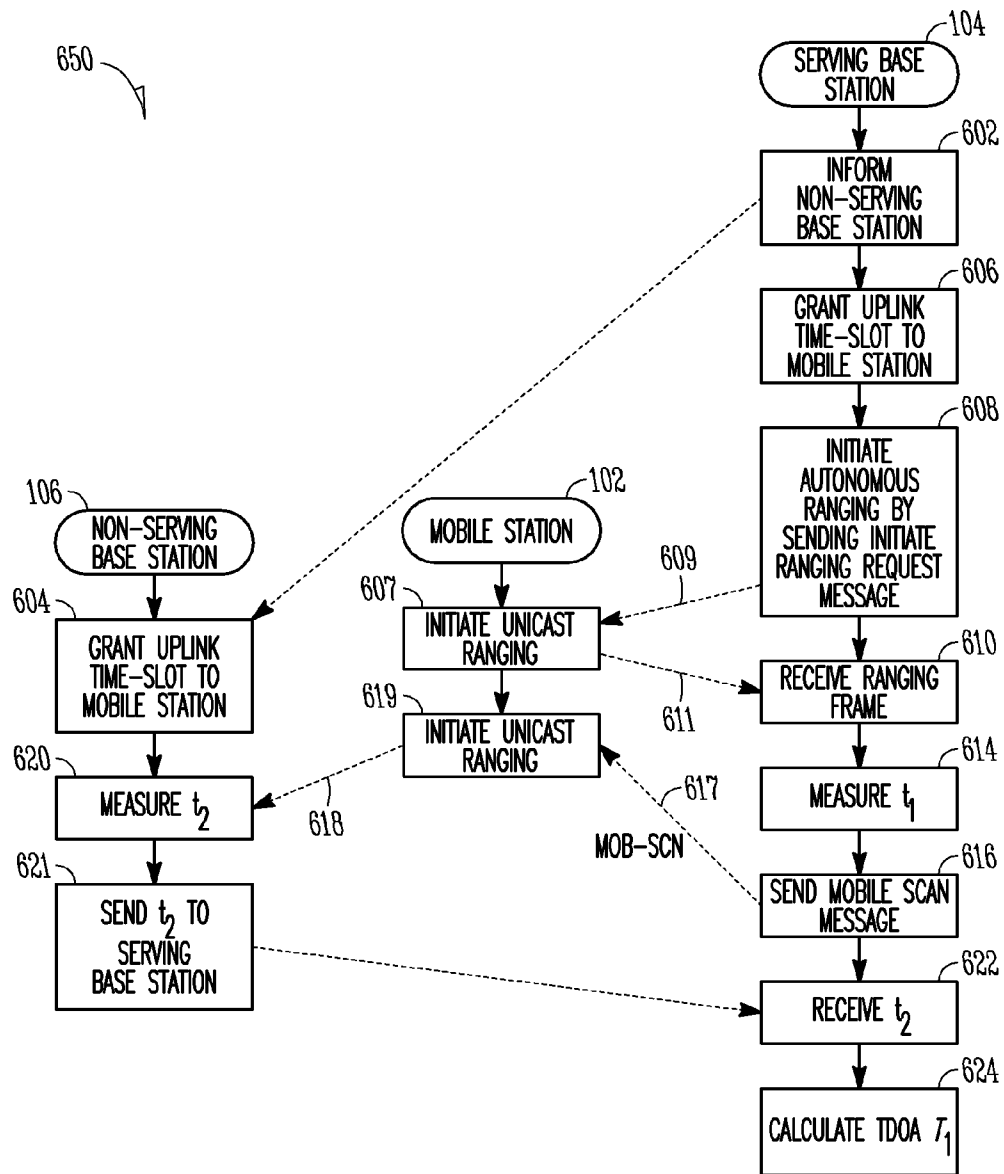 650
104
SERVING BASE
STATION
602
INFORM
NON-SERVING
BASE STATION
606
GRANT UPLINK
TIME-SLOT TO
MOBILE STATION
608
INITIATE
AUTONOMOUS
RANGING BY
SENDING INITIATE
RANGING REQUEST
MESSAGE
106
NON-SERVING
BASE STATION
102
MOBILE STATION
609
604
GRANT UPLINK
TIME-SLOT TO
MOBILE STATION
607
INITIATE UNICAST
RANGING
611
610
RECEIVE RANGING
FRAME
619
INITIATE UNICAST
RANGING
620
MEASURE t₂
618
617
MOB-SCN
614
MEASURE t₁
621
SEND t₂ TO
SERVING
BASE STATION
616
SEND MOBILE SCAN
MESSAGE
622
RECEIVE t₂
624
CALCULATE TDOA T₁